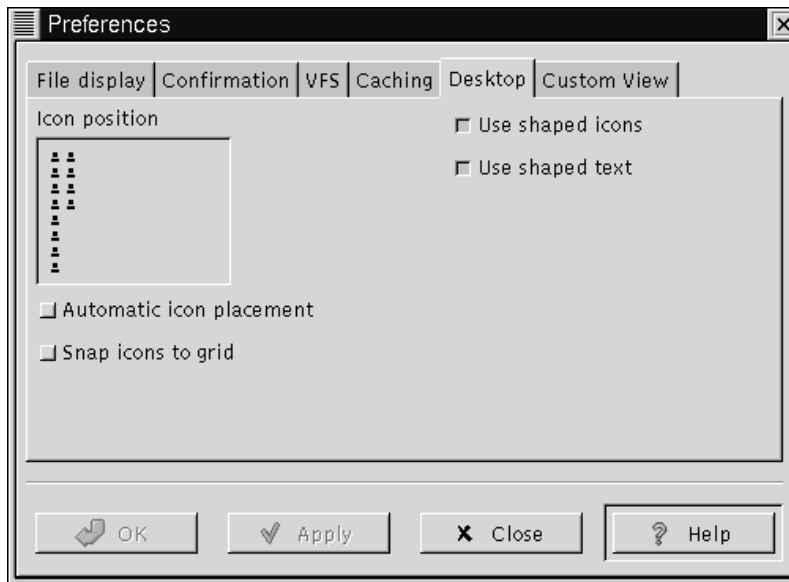 Preferences
File display Confirmation VFS Caching Desktop Custom View
Icon position
Use shaped icons
Use shaped text
Automatic icon placement
Snap icons to grid
OK Apply Close Help